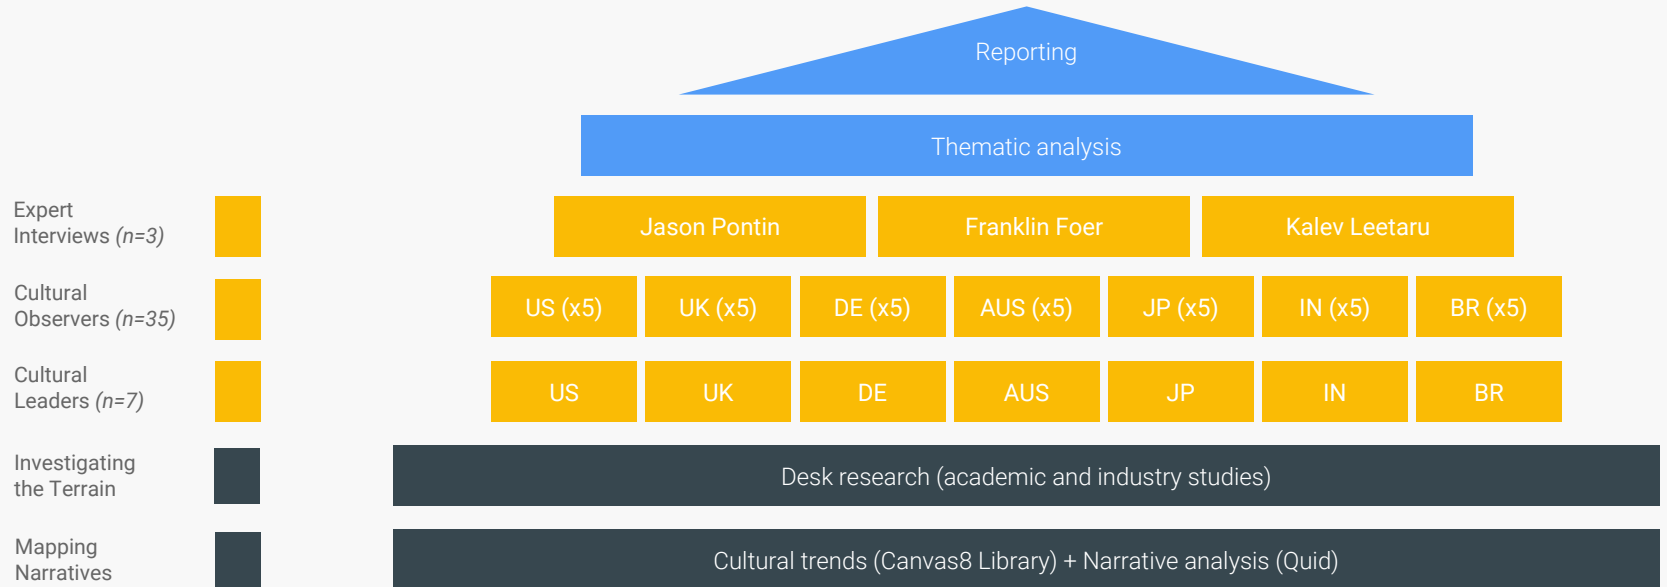 Reporting
Thematic analysis
Expert
Interviews (n=3)
Jason Pontin
Franklin Foer
Kalev Leetaru
Cultural
Observers (n=35)
US (x5)
UK (x5)
DE (x5)
AUS (x5)
JP (x5)
IN (x5)
BR (x5)
Cultural
Leaders (n=7)
US
UK
DE
AUS
JP
IN
BR
Investigating
the Terrain
Desk research (academic and industry studies)
Mapping
Narratives
Cultural trends (Canvas8 Library) + Narrative analysis (Quid)